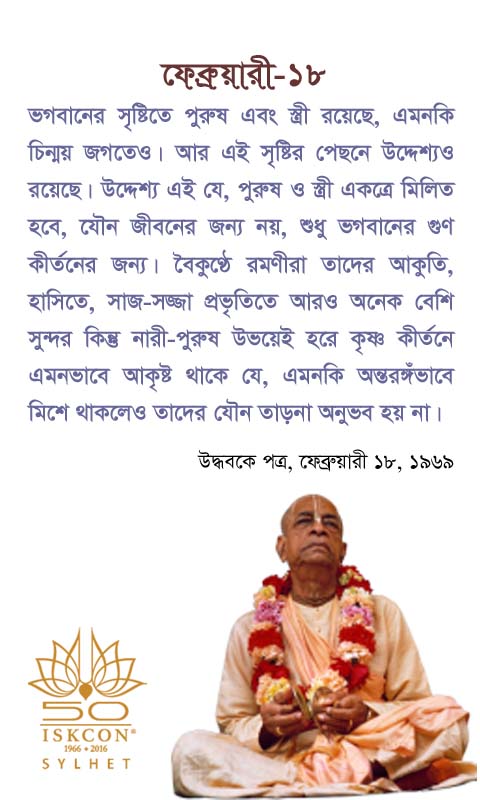 ফেব্রুয়ারী-১৮
ভগবানের সৃষ্টিতে পুরুষ এবং স্ত্রী রয়েছে, এমনকি
চিন্ময় জগতেও। আর এই সৃষ্টির পেছনে উদ্দেশ্যও
রয়েছে। উদ্দেশ্য এই যে, পুরুষ ও স্ত্রী একত্রে মিলিত
হবে, যৌন জীবনের জন্য নয়, শুধু ভগবানের গুণ
কীর্তনের জন্য। বৈকুণ্ঠে রমণীরা তাদের আকুতি,
হাসিতে, সাজ-সজ্জা প্রভৃতিতে আরও অনেক বেশি
সুন্দর কিন্তু নারী-পুরুষ উভয়েই হরে কৃষ্ণ কীর্তনে
এমনভাবে আকৃষ্ট থাকে যে, এমনকি অন্তরঙ্গঁভাবে
মিশে থাকলেও তাদের যৌন তাড়না অনুভব হয় না।
উদ্ধবকে পত্র, ফেব্রুয়ারী ১৮, ১৯৬৯
50
ISKCON®
1966 • 2016
SYLHET